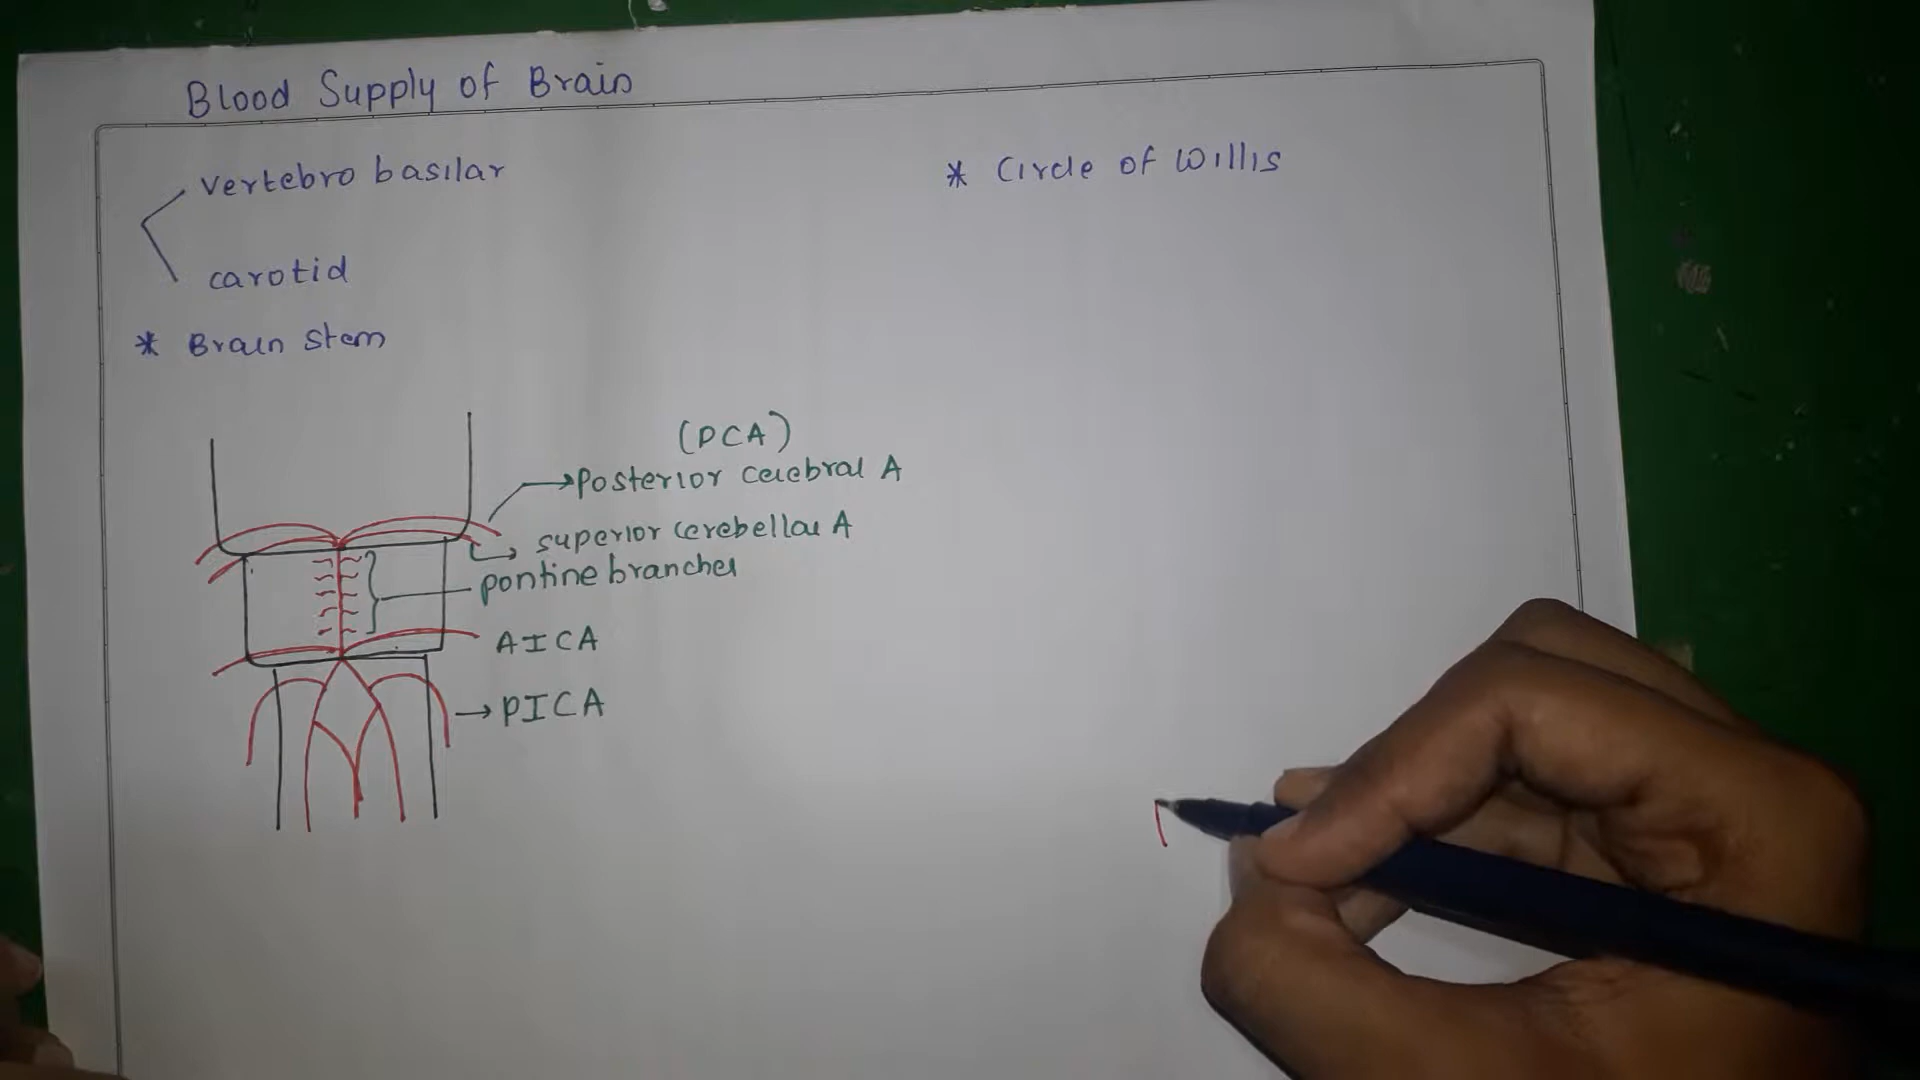 Blood Supply of Brain
vertebro basilar
carotid
* Brain Stem
(PCA)
Posterior cerebral A
superior cerebellar A
pontine branches
AICA
PICA
* Circle of Willis